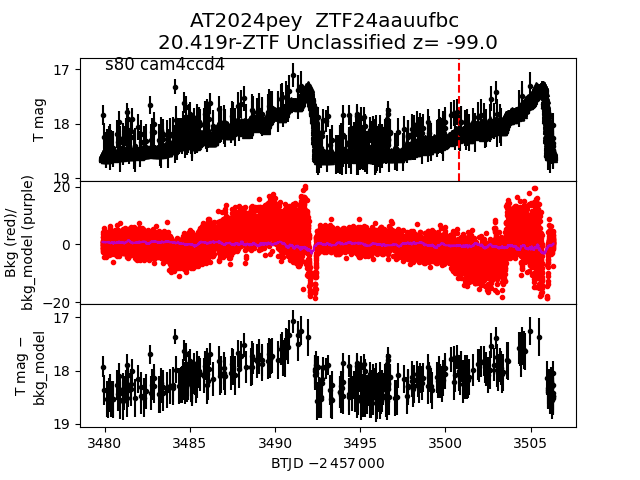 AT2024pey  ZTF24aauufbc
20.419r-ZTF Unclassified z= -99.0
s80 cam4ccd4
17
18
19
T mag
20
0
−20
Bkg (red)/
bkg_model (purple)
17
18
19
T mag −
bkg_model
3480
3485
3490
3495
3500
3505
BTJD −2 457 000